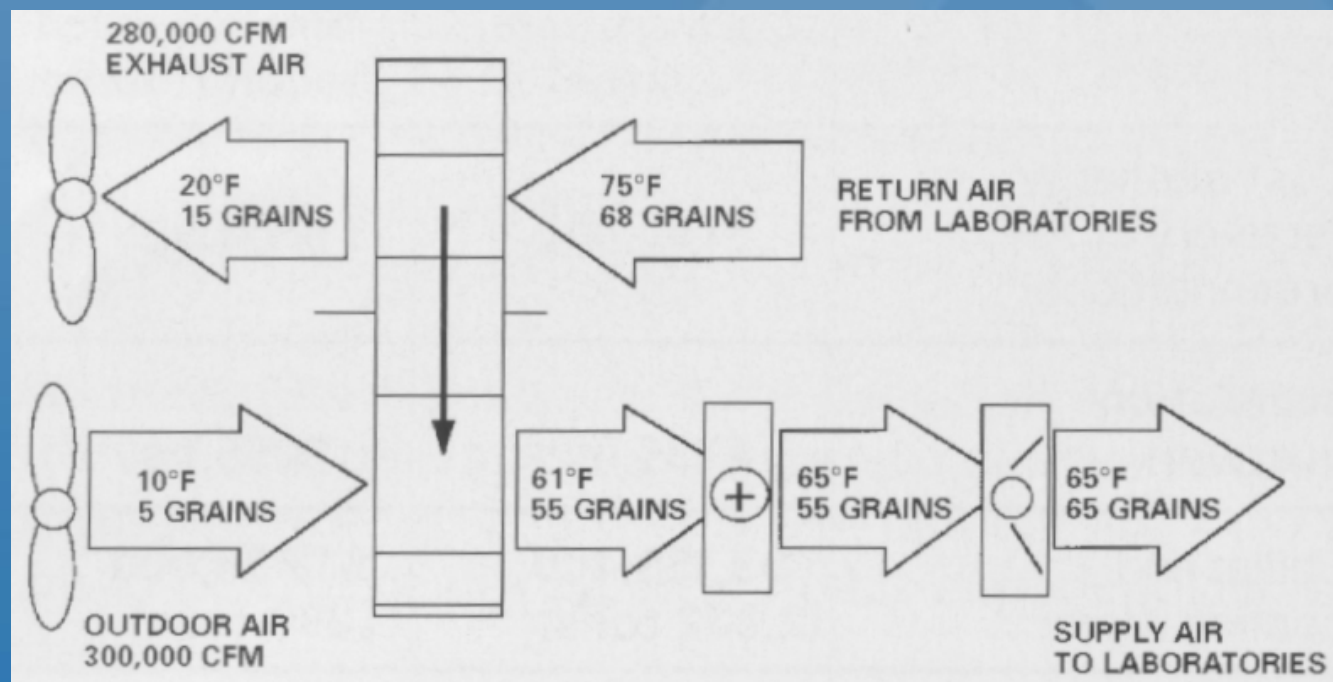 280,000 CFM
EXHAUST AIR
20°F
15 GRAINS
75°F
68 GRAINS
RETURN AIR
FROM LABORATORIES
10°F
5 GRAINS
61°F
55 GRAINS
+
65°F
55 GRAINS
65°F
65 GRAINS
OUTDOOR AIR
300,000 CFM
SUPPLY AIR
TO LABORATORIES